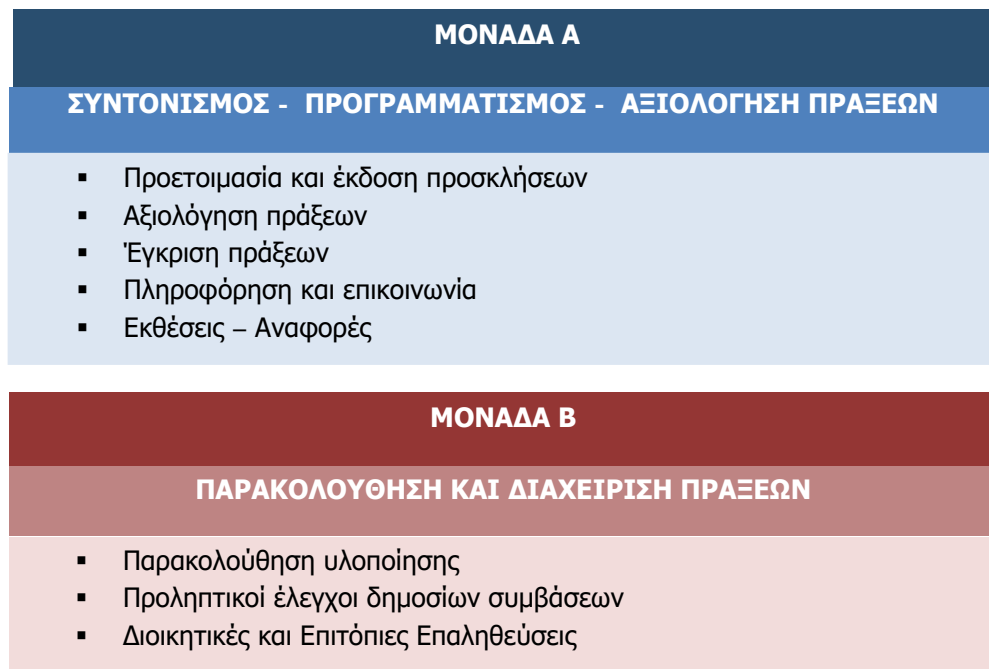 ΜΟΝΑΔΑ Α
ΣΥΝΤΟΝΙΣΜΟΣ - ΠΡΟΓΡΑΜΜΑΤΙΣΜΟΣ - ΑΞΙΟΛΟΓΗΣΗ ΠΡΑΞΕΩΝ
▪ Προετοιμασία και έκδοση προσκλήσεων
▪ Αξιολόγηση πράξεων
▪ Έγκριση πράξεων
▪ Πληροφόρηση και επικοινωνία
▪ Εκθέσεις – Αναφορές
ΜΟΝΑΔΑ Β
ΠΑΡΑΚΟΛΟΥΘΗΣΗ ΚΑΙ ΔΙΑΧΕΙΡΙΣΗ ΠΡΑΞΕΩΝ
▪ Παρακολούθηση υλοποίησης
▪ Προληπτικοί έλεγχοι δημοσίων συμβάσεων
▪ Διοικητικές και Επιτόπιες Επαληθεύσεις